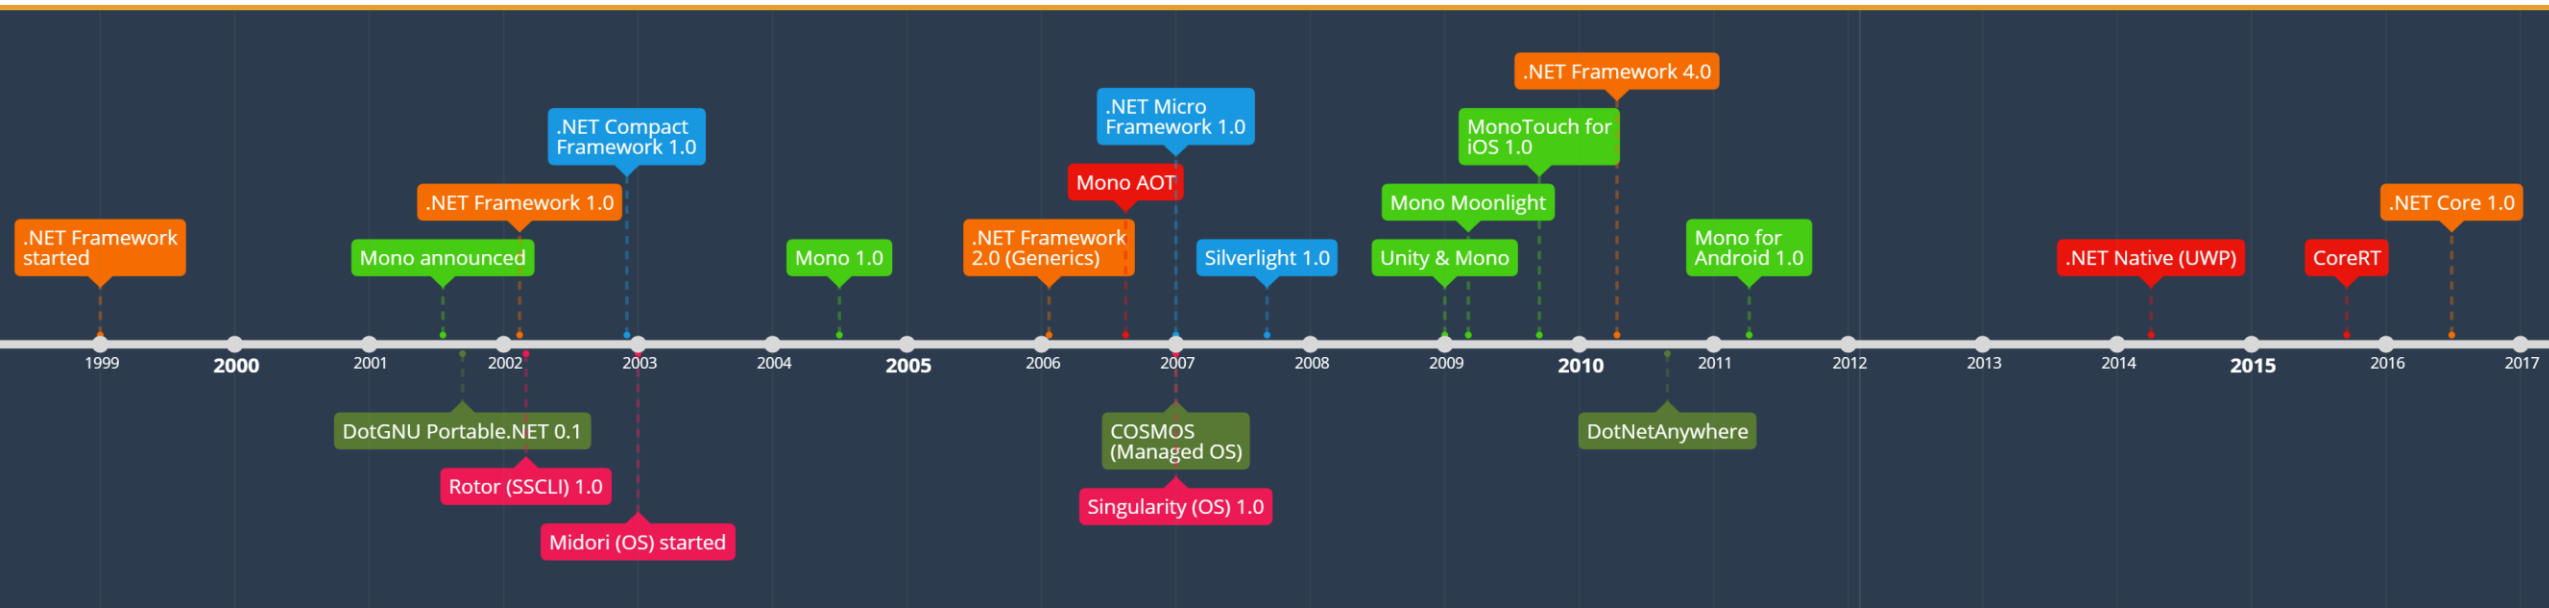 .NET Framework 4.0
.NET Micro
Framework 1.0
.NET Compact
Framework 1.0
MonoTouch for
iOS 1.0
Mono AOT
.NET Framework 1.0
Mono Moonlight
.NET Core 1.0
.NET Framework
started
Mono announced
Mono 1.0
.NET Framework
2.0 (Generics)
Silverlight 1.0
Unity & Mono
Mono for
Android 1.0
.NET Native (UWP)
CoreRT
1999
2000
2001
2002
2003
2004
2005
2006
2007
2008
2009
2010
2011
2012
2013
2014
2015
2016
2017
DotGNU Portable.NET 0.1
COSMOS
(Managed OS)
DotNetAnywhere
Rotor (SSCLI) 1.0
Singularity (OS) 1.0
Midori (OS) started